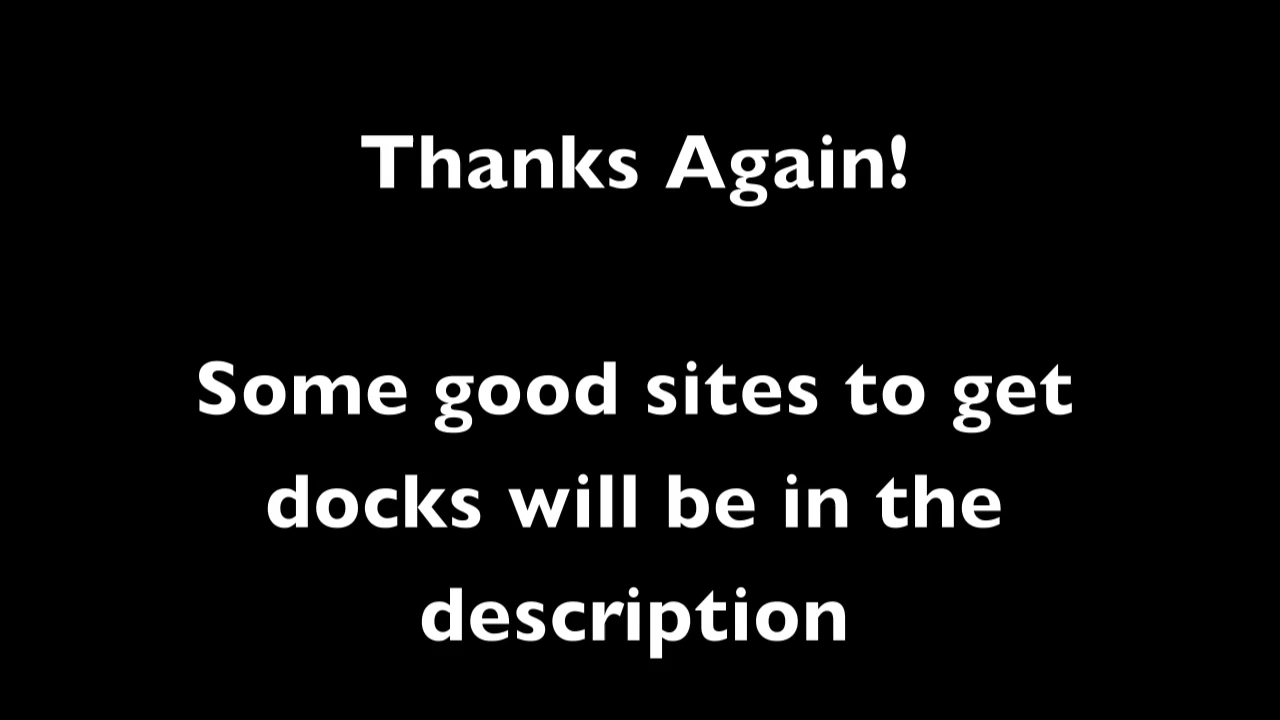 Thanks Again!
Some good sites to get
docks will be in the
description